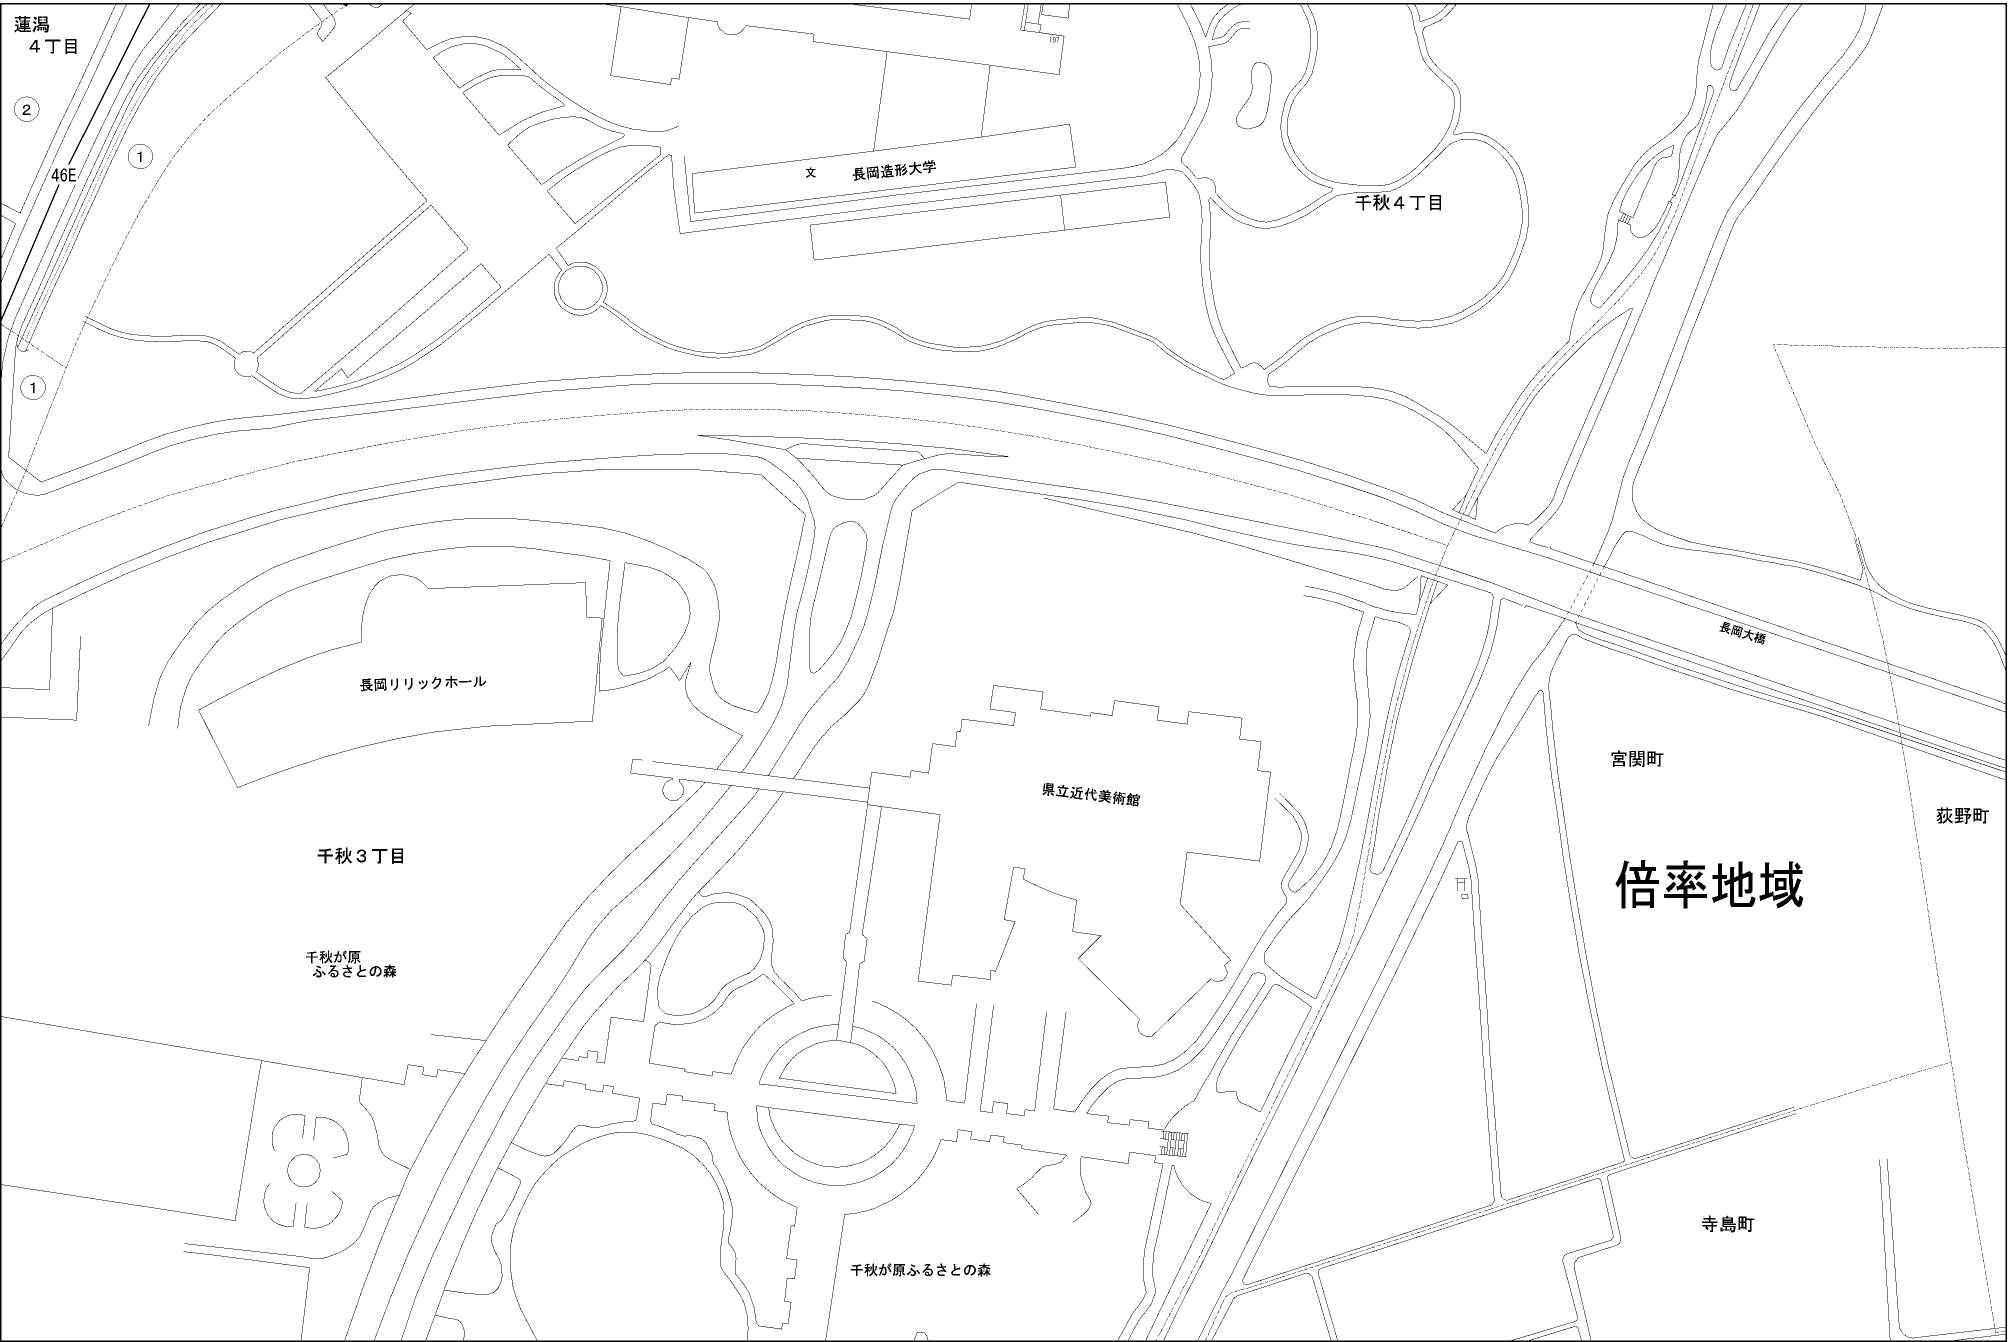 蓮潟
４丁目
2
1
46E
197
文
長岡造形大学
千秋４丁目
1
長岡大橋
長岡リリックホール
宮関町
県立近代美術館
荻野町
千秋３丁目
倍率地域
千秋が原
ふるさとの森
寺島町
千秋が原ふるさとの森